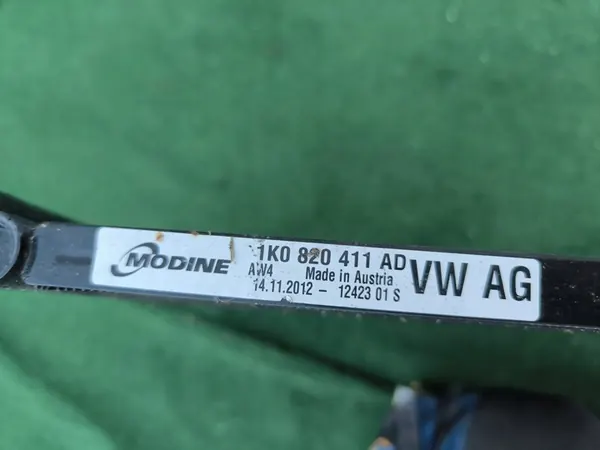 MODINE
1K0 820 411 AD
AW4 Made in Austria
14.11.2012 - 12423 01 S
VW AG